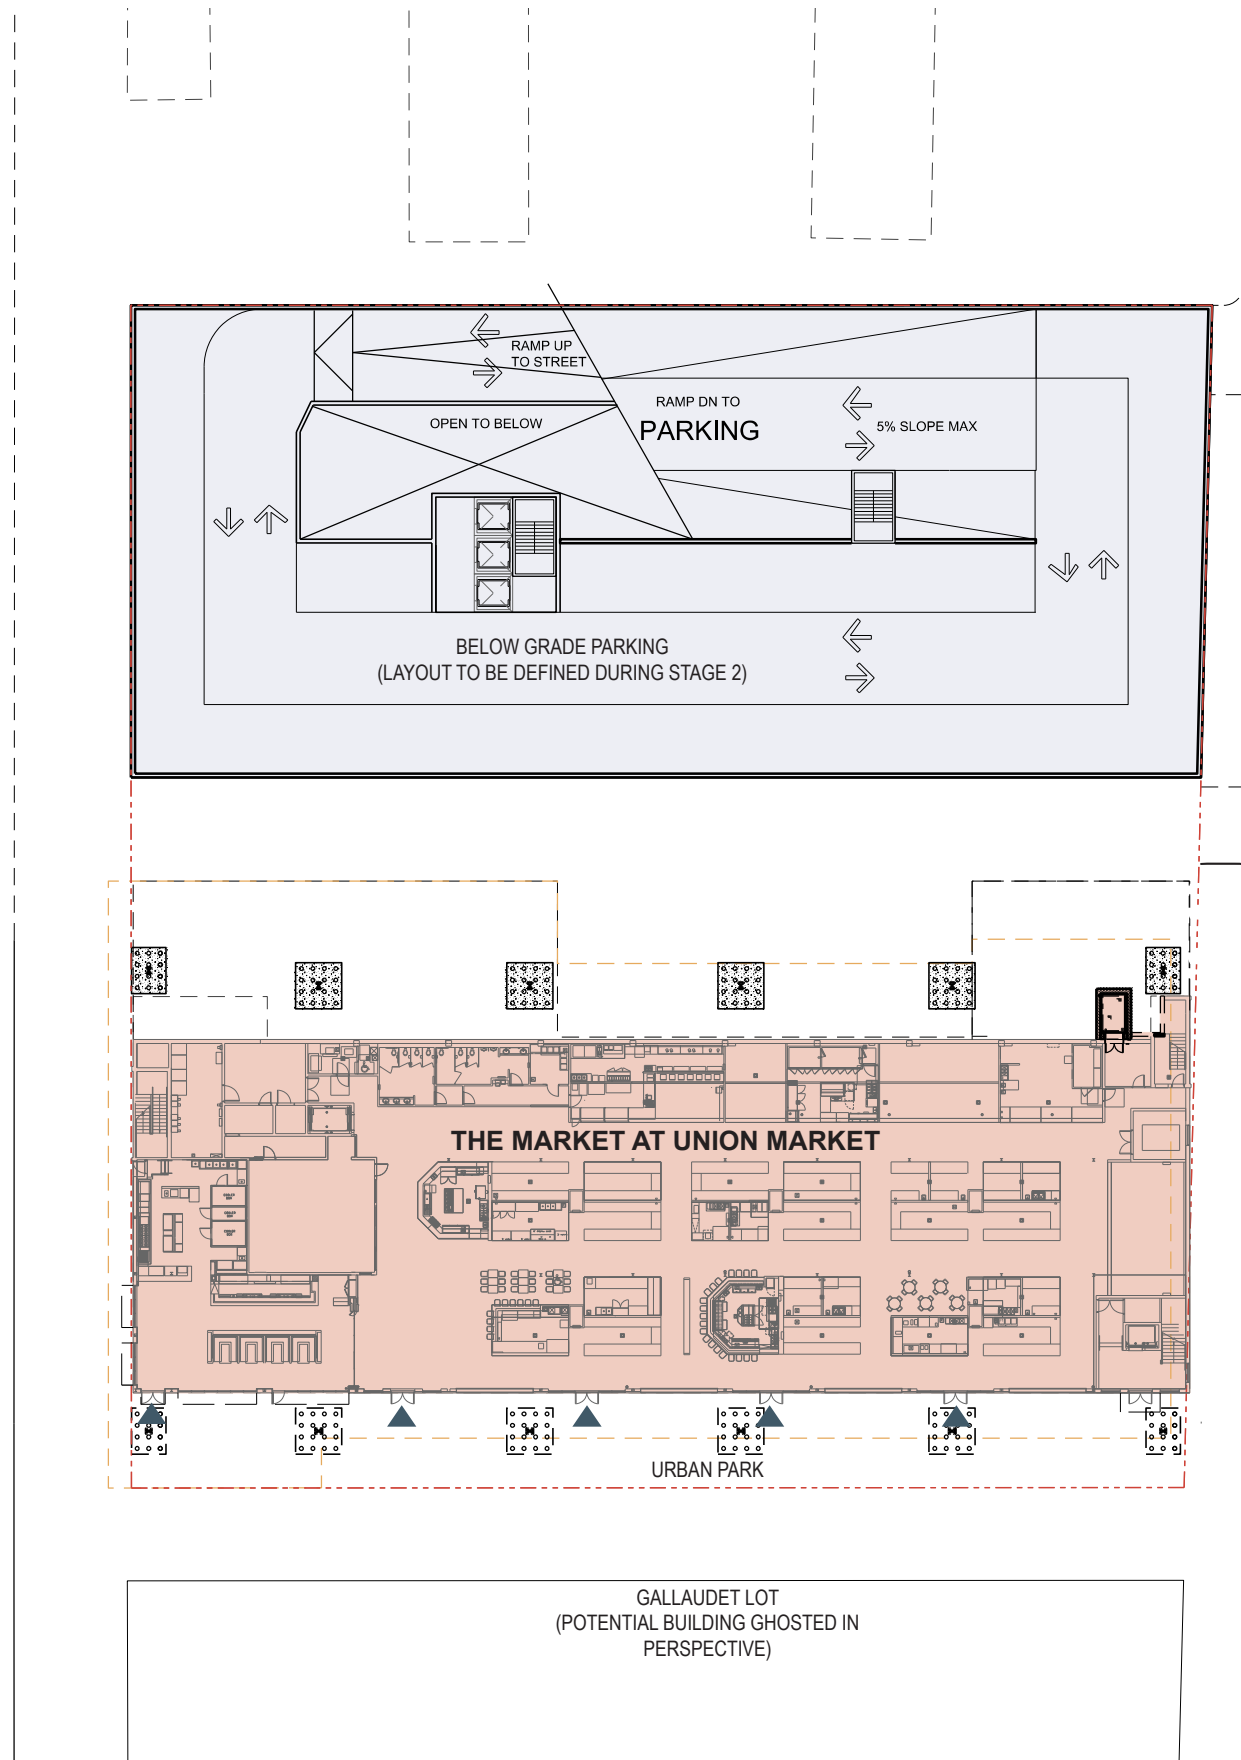 RAMP UP
TO STREET
RAMP DN TO
PARKING
5% SLOPE MAX
OPEN TO BELOW
BELOW GRADE PARKING
(LAYOUT TO BE DEFINED DURING STAGE 2)
THE MARKET AT UNION MARKET
URBAN PARK
GALLAUDET LOT
(POTENTIAL BUILDING GHOSTED IN
PERSPECTIVE)